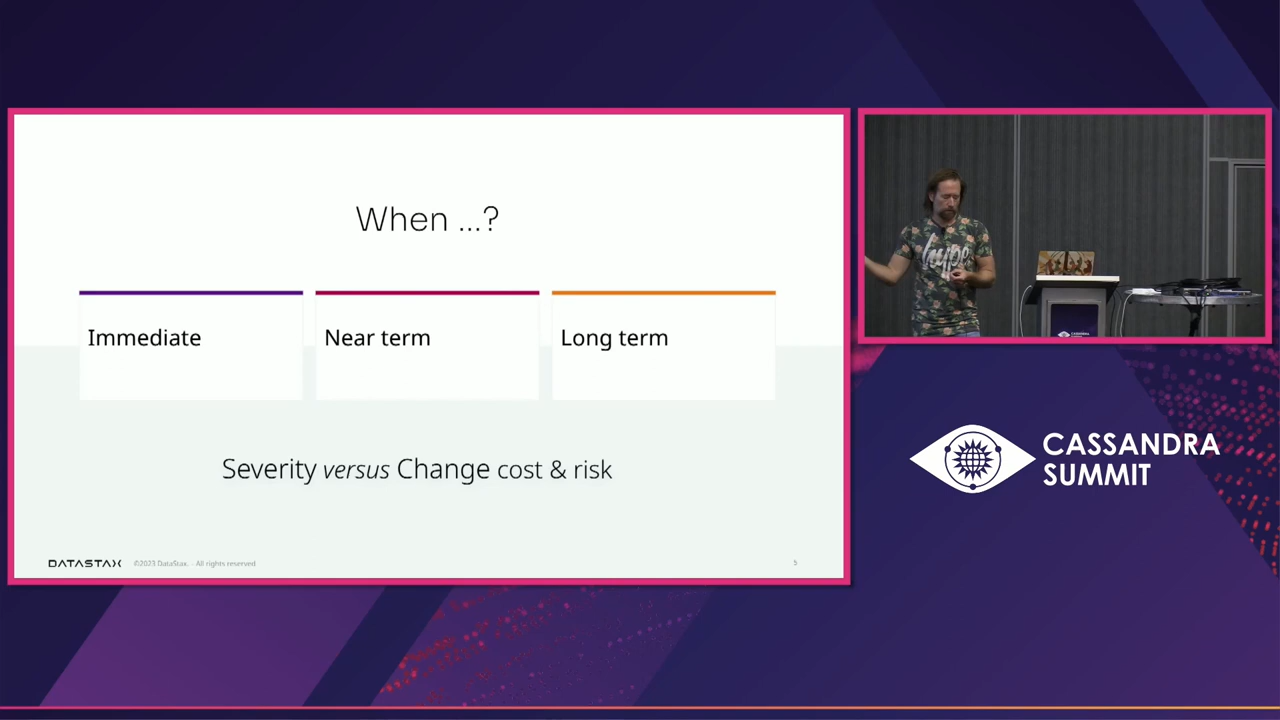 When ...?
Immediate
Near term
Long term
Severity versus Change cost & risk
DATASTAX
©2023 DataStax. - All rights reserved
5
hype
CASSANDRA
SUMMIT